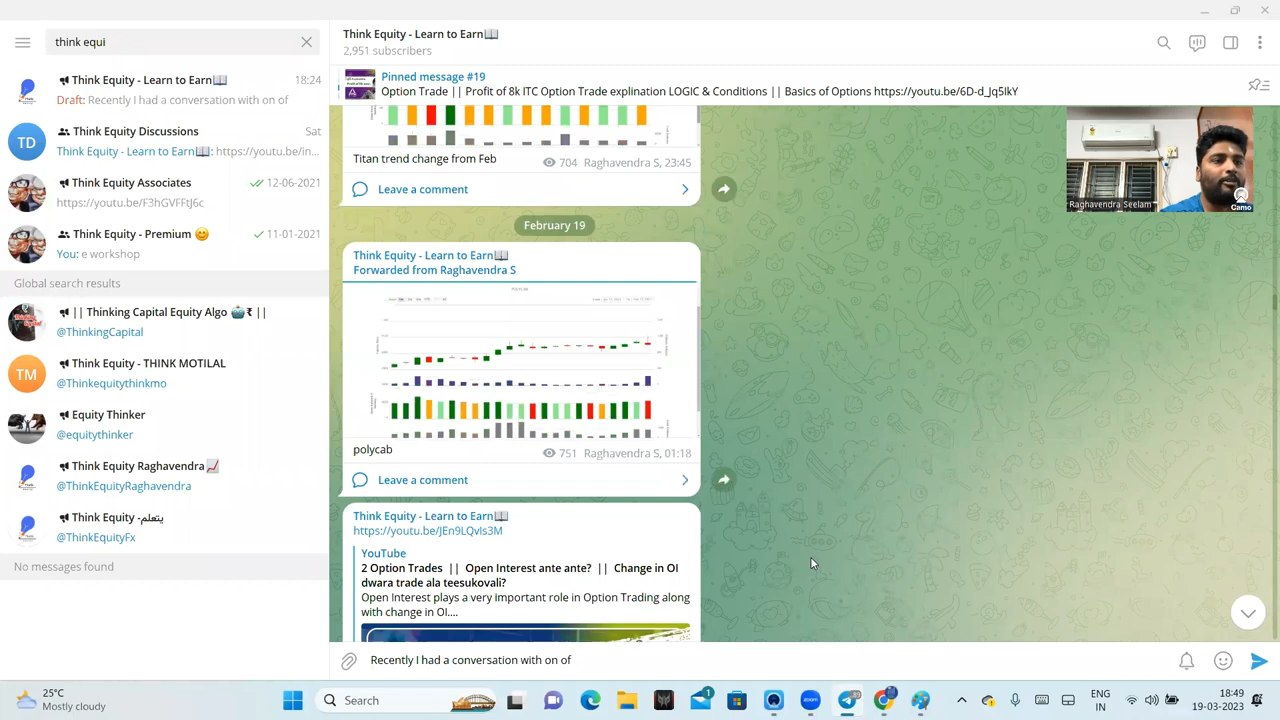 think equi
Think Equity - Learn to Earn📖
18:24
Draft: Recently I had a conversation with on of
TD
Think Equity Discussions
Sat
Think Equity - Learn to Earn📖: https://youtu.be/in...
Think Equity Associates
12-06-2021
https://youtu.be/F3hGVFFtJ6c
Think Equity - Premium 😊
11-01-2021
You: e workshop
Global search results
|| Thinking Capital Equity Algo 🤖₹ ||
@ThinkingCapital
TM
Think Equity - THINK MOTILAL
@Thinkequitythinkmo
Equity Thinker
@equitythinker
Think Equity Raghavendra📈
@ThinkEquityRaghavendra
Think Equity -يتعلم
@ThinkEquityFx
No messages found
Think Equity - Learn to Earn📖
2,951 subscribers
Pinned message #19
Option Trade || Profit of 8k ITC Option Trade explination LOGIC & Conditions || Basics of Options https://youtu.be/6D-d_Jq5IkY
Titan trend change from Feb
704 Raghavendra S, 23:45
Leave a comment
February 19
Think Equity - Learn to Earn📖
Forwarded from Raghavendra S
polycab
751 Raghavendra S, 01:18
Leave a comment
Think Equity - Learn to Earn📖
https://youtu.be/JEn9LQvIs3M
YouTube
2 Option Trades || Open Interest ante ante? || Change in OI
dwara trade ala teesukovali?
Open Interest plays a very important role in Option Trading along
with change in OI....
Recently I had a conversation with on of
Raghavendra Seelam
Camo
25°C
Mostly cloudy
Search
1
zoom
89
ENG
IN
18:49
19-03-2023